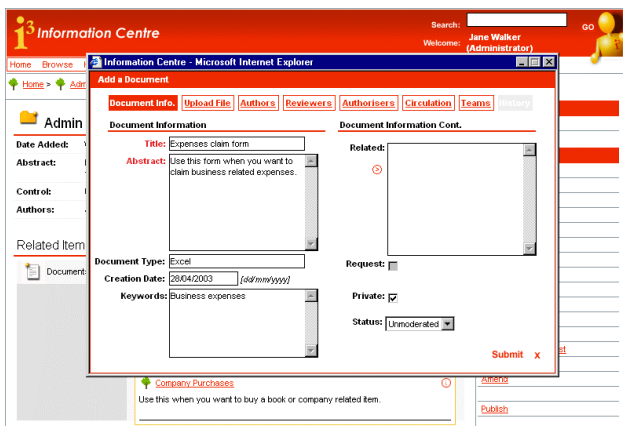 i3 Information Centre
Search:
GO
Welcome: Jane Walker
(Administrator)
Home Browse
Information Centre - Microsoft Internet Explorer
Home >
Add a Document
Document Info. Upload File Authors Reviewers Authorisers Circulation Teams History
Admin
Document Information
Document Information Cont.
Date Added:
Title: Expenses claim form
Related:
Abstract:
Abstract: Use this form when you want to
claim business related expenses.
Control:
Authors:
Related Item
Document
Document Type: Excel
Request:
Creation Date: 28/04/2003 [dd/mm/yyyy]
Keywords: Business expenses
Private:
Status: Unmoderated
Submit x
Company Purchases
Amend
Use this when you want to buy a book or company related item.
Publish